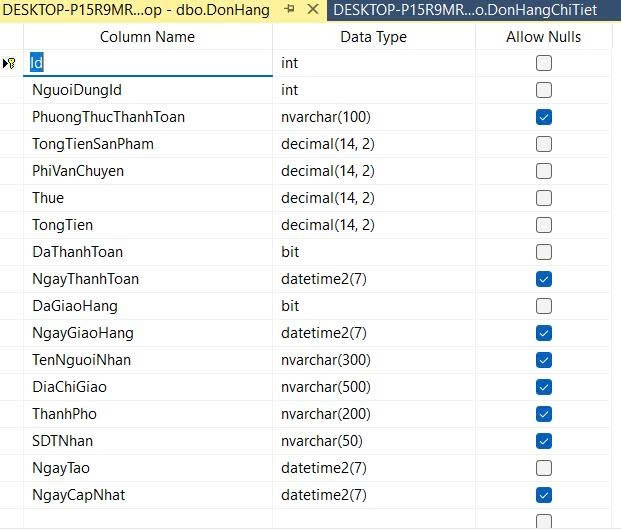 DESKTOP-P15R9MR...op - dbo.DonHang DESKTOP-P15R9MR...o.DonHangChiTiet
Column Name Data Type Allow Nulls
Id int
NguoiDungId int
PhuongThucThanhToan nvarchar(100)
TongTienSanPham decimal(14, 2)
PhiVanChuyen decimal(14, 2)
Thue decimal(14, 2)
TongTien decimal(14, 2)
DaThanhToan bit
NgayThanhToan datetime2(7)
DaGiaoHang bit
NgayGiaoHang datetime2(7)
TenNguoiNhan nvarchar(300)
DiaChiGiao nvarchar(500)
ThanhPho nvarchar(200)
SDTNhan nvarchar(50)
NgayTao datetime2(7)
NgayCapNhat datetime2(7)